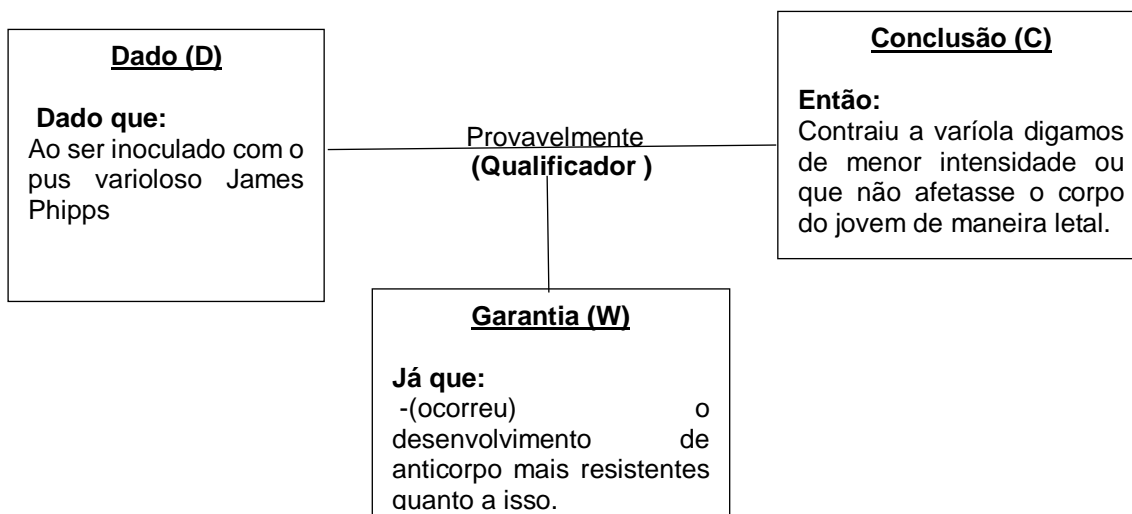 Dado (D)
Dado que:
Ao ser inoculado com o
pus varioloso James
Phipps
Provavelmente
(Qualificador )
Conclusão (C)
Então:
Contraiu a varíola digamos
de menor intensidade ou
que não afetasse o corpo
do jovem de maneira letal.
Garantia (W)
Já que:
-(ocorreu) o
desenvolvimento de
anticorpo mais resistentes
quanto a isso.